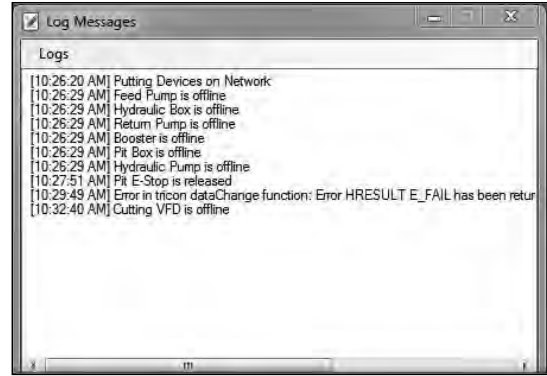 Log Messages
Logs
[10:26:20 AM] Putting Devices on Network
[10:26:29 AM] Feed Pump is offline
[10:26:29 AM] Hydraulic Box is offline
[10:26:29 AM] Return Pump is offline
[10:26:29 AM] Booster is offline
[10:26:29 AM] Pit Box is offline
[10:26:29 AM] Hydraulic Pump is offline
[10:27:51 AM] Pit E-Stop is released
[10:29:49 AM] Error in tricon dataChange function: Error HRESULT E_FAIL has been retur
[10:32:40 AM] Cutting VFD is offline